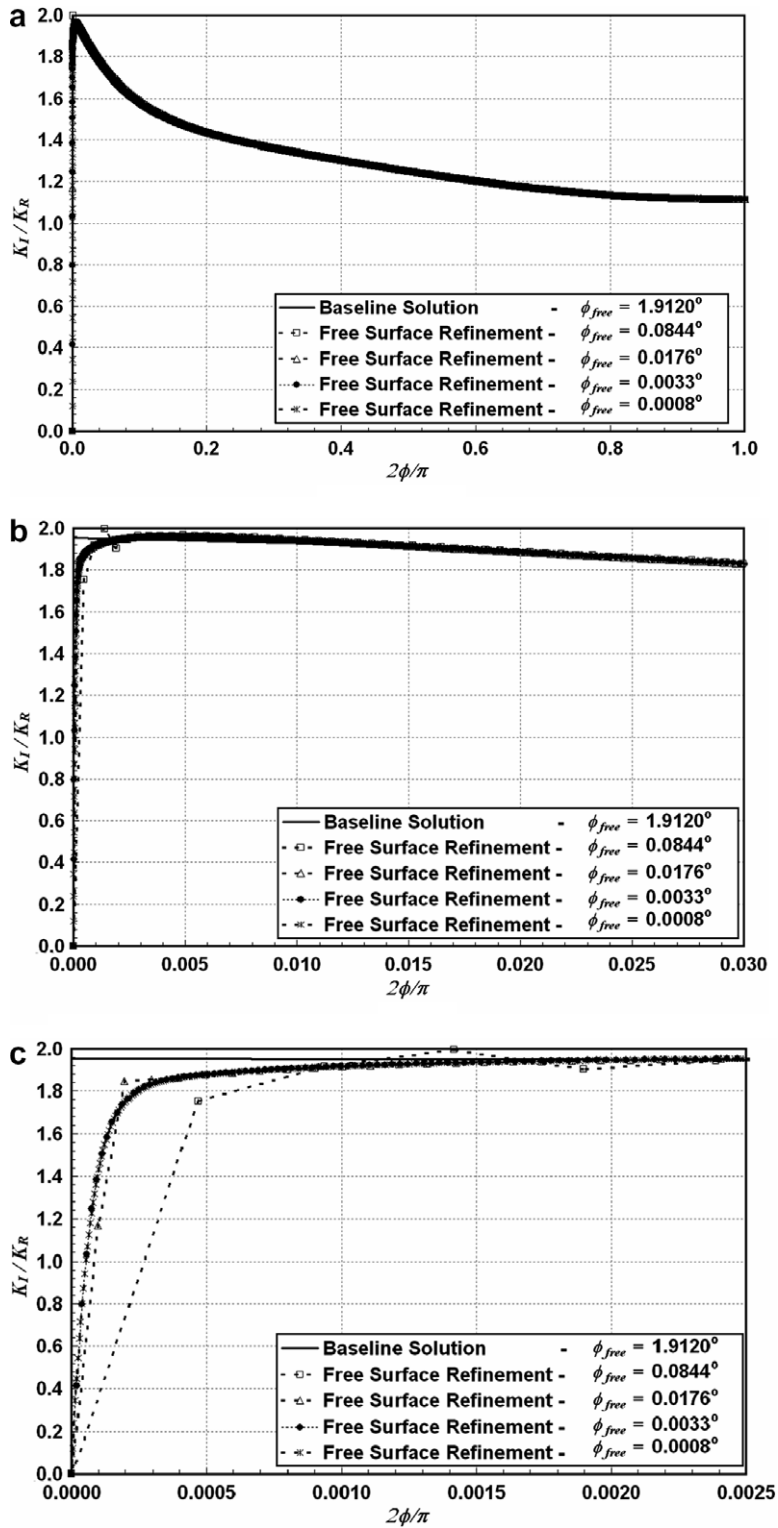 a
2.0
1.8
1.6
1.4
1.2
1.0
0.8
0.6
0.4
0.2
0.0
K_I / K_R
Baseline Solution - ϕ_free = 1.9120°
Free Surface Refinement - ϕ_free = 0.0844°
Free Surface Refinement - ϕ_free = 0.0176°
Free Surface Refinement - ϕ_free = 0.0033°
Free Surface Refinement - ϕ_free = 0.0008°
0.0 0.2 0.4 0.6 0.8 1.0
2ϕ/π
b
2.0
1.8
1.6
1.4
1.2
1.0
0.8
0.6
0.4
0.2
0.0
K_I / K_R
Baseline Solution - ϕ_free = 1.9120°
Free Surface Refinement - ϕ_free = 0.0844°
Free Surface Refinement - ϕ_free = 0.0176°
Free Surface Refinement - ϕ_free = 0.0033°
Free Surface Refinement - ϕ_free = 0.0008°
0.000 0.005 0.010 0.015 0.020 0.025 0.030
2ϕ/π
c
2.0
1.8
1.6
1.4
1.2
1.0
0.8
0.6
0.4
0.2
0.0
K_I / K_R
Baseline Solution - ϕ_free = 1.9120°
Free Surface Refinement - ϕ_free = 0.0844°
Free Surface Refinement - ϕ_free = 0.0176°
Free Surface Refinement - ϕ_free = 0.0033°
Free Surface Refinement - ϕ_free = 0.0008°
0.0000 0.0005 0.0010 0.0015 0.0020 0.0025
2ϕ/π